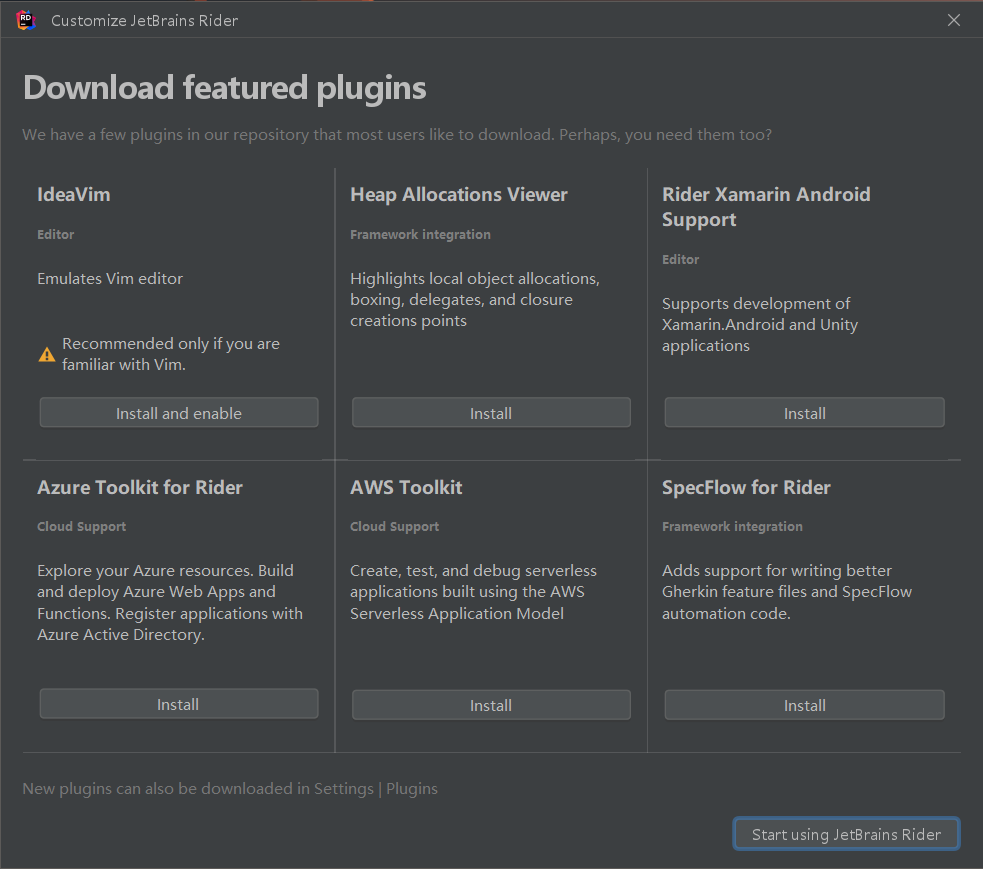 RD
Customize JetBrains Rider
Download featured plugins
We have a few plugins in our repository that most users like to download. Perhaps, you need them too?
IdeaVim
Editor
Emulates Vim editor
Recommended only if you are
familiar with Vim.
Install and enable
Heap Allocations Viewer
Framework integration
Highlights local object allocations,
boxing, delegates, and closure
creations points
Install
Rider Xamarin Android
Support
Editor
Supports development of
Xamarin.Android and Unity
applications
Install
Azure Toolkit for Rider
Cloud Support
Explore your Azure resources. Build
and deploy Azure Web Apps and
Functions. Register applications with
Azure Active Directory.
Install
AWS Toolkit
Cloud Support
Create, test, and debug serverless
applications built using the AWS
Serverless Application Model
Install
SpecFlow for Rider
Framework integration
Adds support for writing better
Gherkin feature files and SpecFlow
automation code.
Install
New plugins can also be downloaded in Settings | Plugins
Start using JetBrains Rider